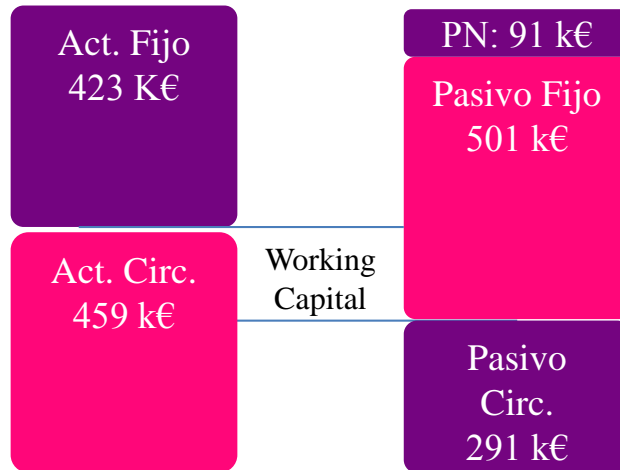 Act. Fijo
423 K€
PN: 91 k€
Pasivo Fijo
501 k€
Act. Circ.
459 k€
Working
Capital
Pasivo
Circ.
291 k€